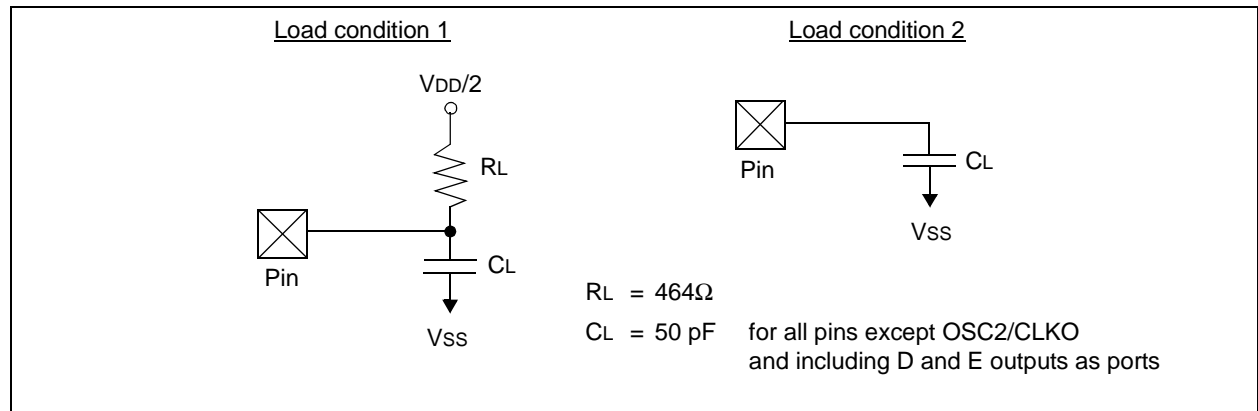 Load condition 1
VDD/2
RL
Pin
CL
VSS
Load condition 2
Pin
CL
VSS
RL = 464Ω
CL = 50 pF for all pins except OSC2/CLKO
and including D and E outputs as ports